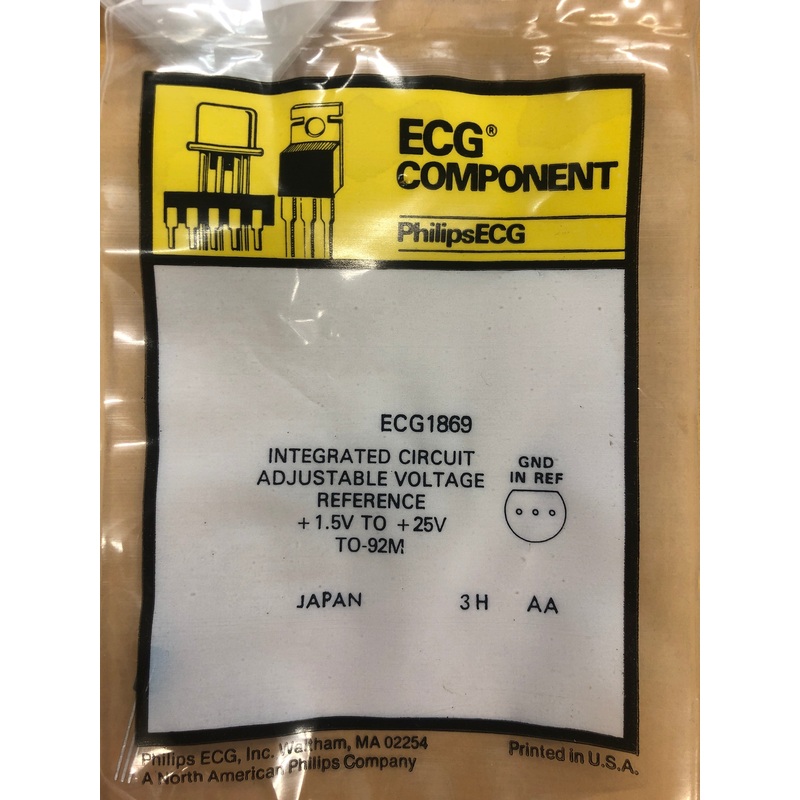 ECG®
COMPONENT
PhilipsECG
ECG1869
INTEGRATED CIRCUIT
ADJUSTABLE VOLTAGE
REFERENCE
+1.5V TO +25V
TO-92M
GND
IN REF
JAPAN 3H AA
Philips ECG, Inc. Waltham, MA 02254
A North American Philips Company
Printed in U.S.A.